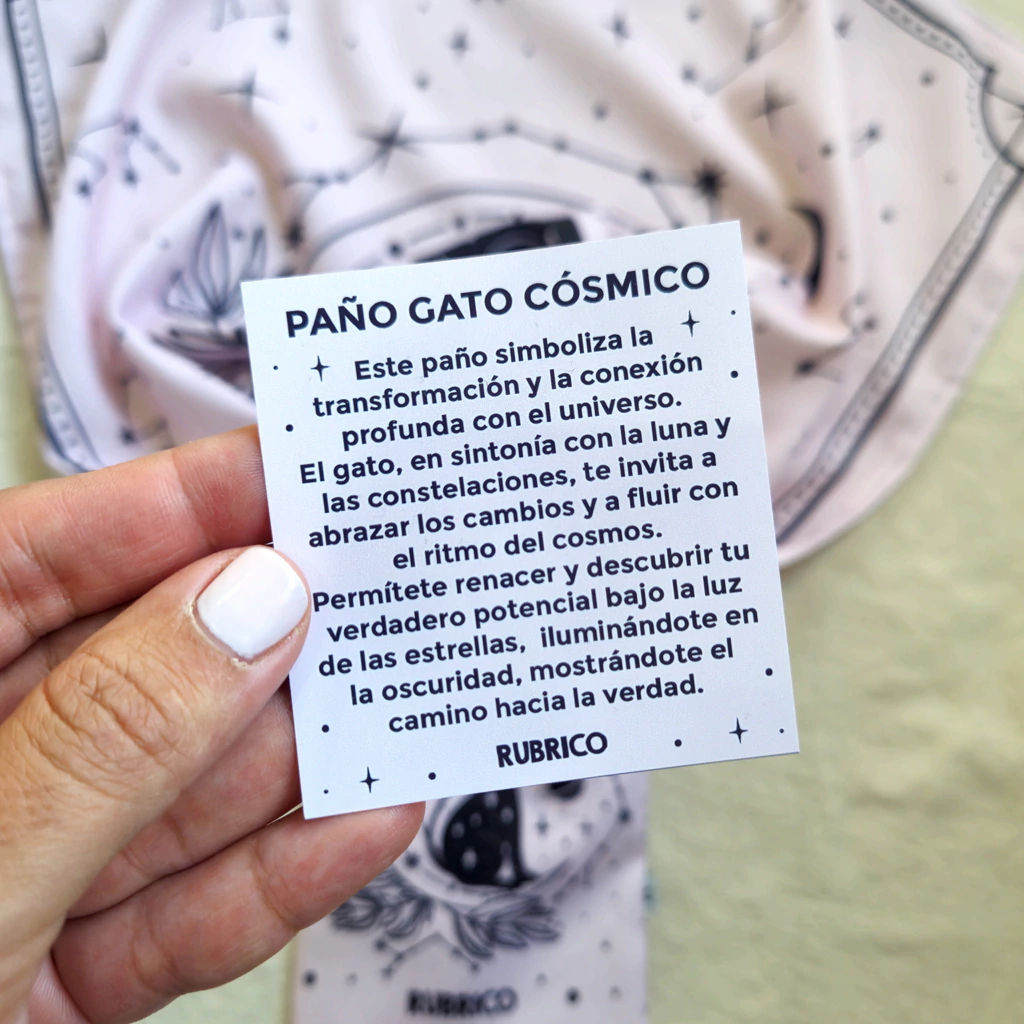 PAÑO GATO CÓSMICO
Este paño simboliza la
transformación y la conexión
profunda con el universo.
El gato, en sintonía con la luna y
las constelaciones, te invita a
abrazar los cambios y a fluir con
el ritmo del cosmos.
Permítete renacer y descubrir tu
verdadero potencial bajo la luz
de las estrellas, iluminándote en
la oscuridad, mostrándote el
camino hacia la verdad.
RUBRICO
RUBRICO